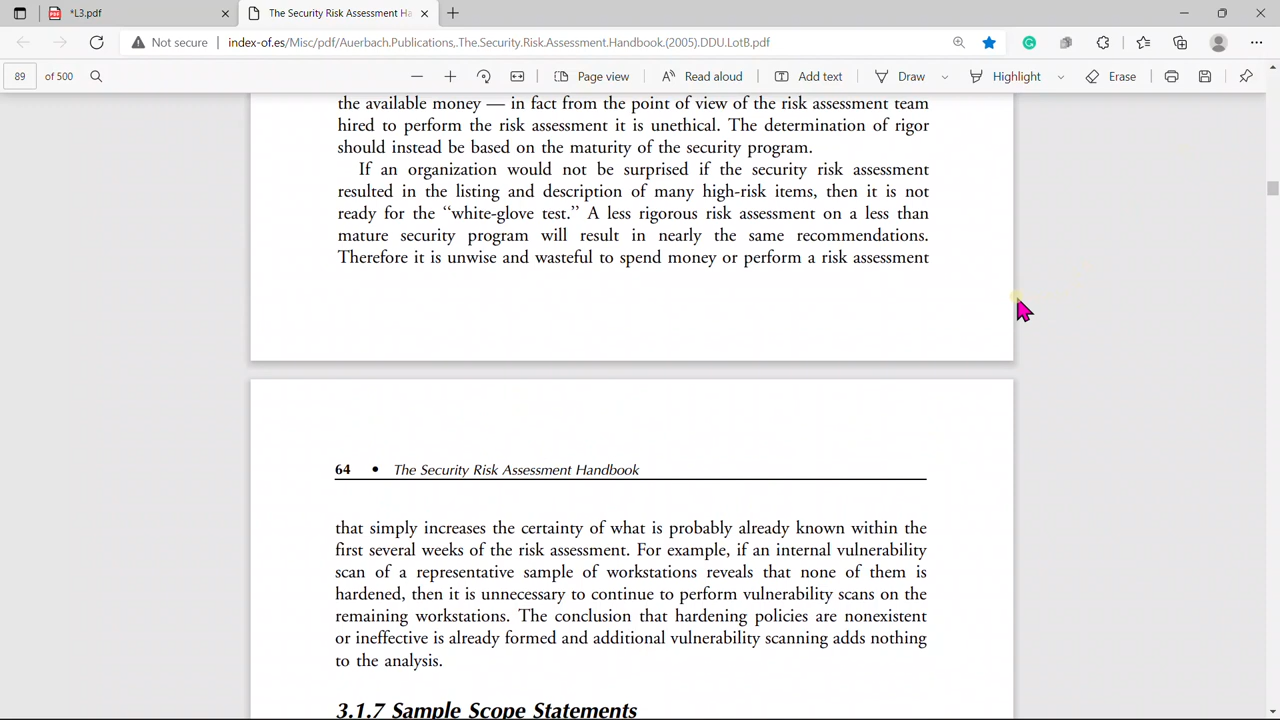 *L3.pdf
The Security Risk Assessment Ha
Not secure
index-of.es/Misc/pdf/Auerbach.Publications,.The.Security.Risk.Assessment.Handbook.(2005).DDU.LotB.pdf
89 of 500
Page view
Read aloud
Add text
Draw
Highlight
Erase
the available money — in fact from the point of view of the risk assessment team
hired to perform the risk assessment it is unethical. The determination of rigor
should instead be based on the maturity of the security program.
If an organization would not be surprised if the security risk assessment
resulted in the listing and description of many high-risk items, then it is not
ready for the ‘‘white-glove test.’’ A less rigorous risk assessment on a less than
mature security program will result in nearly the same recommendations.
Therefore it is unwise and wasteful to spend money or perform a risk assessment
64 • The Security Risk Assessment Handbook
that simply increases the certainty of what is probably already known within the
first several weeks of the risk assessment. For example, if an internal vulnerability
scan of a representative sample of workstations reveals that none of them is
hardened, then it is unnecessary to continue to perform vulnerability scans on the
remaining workstations. The conclusion that hardening policies are nonexistent
or ineffective is already formed and additional vulnerability scanning adds nothing
to the analysis.
3.1.7 Sample Scope Statements